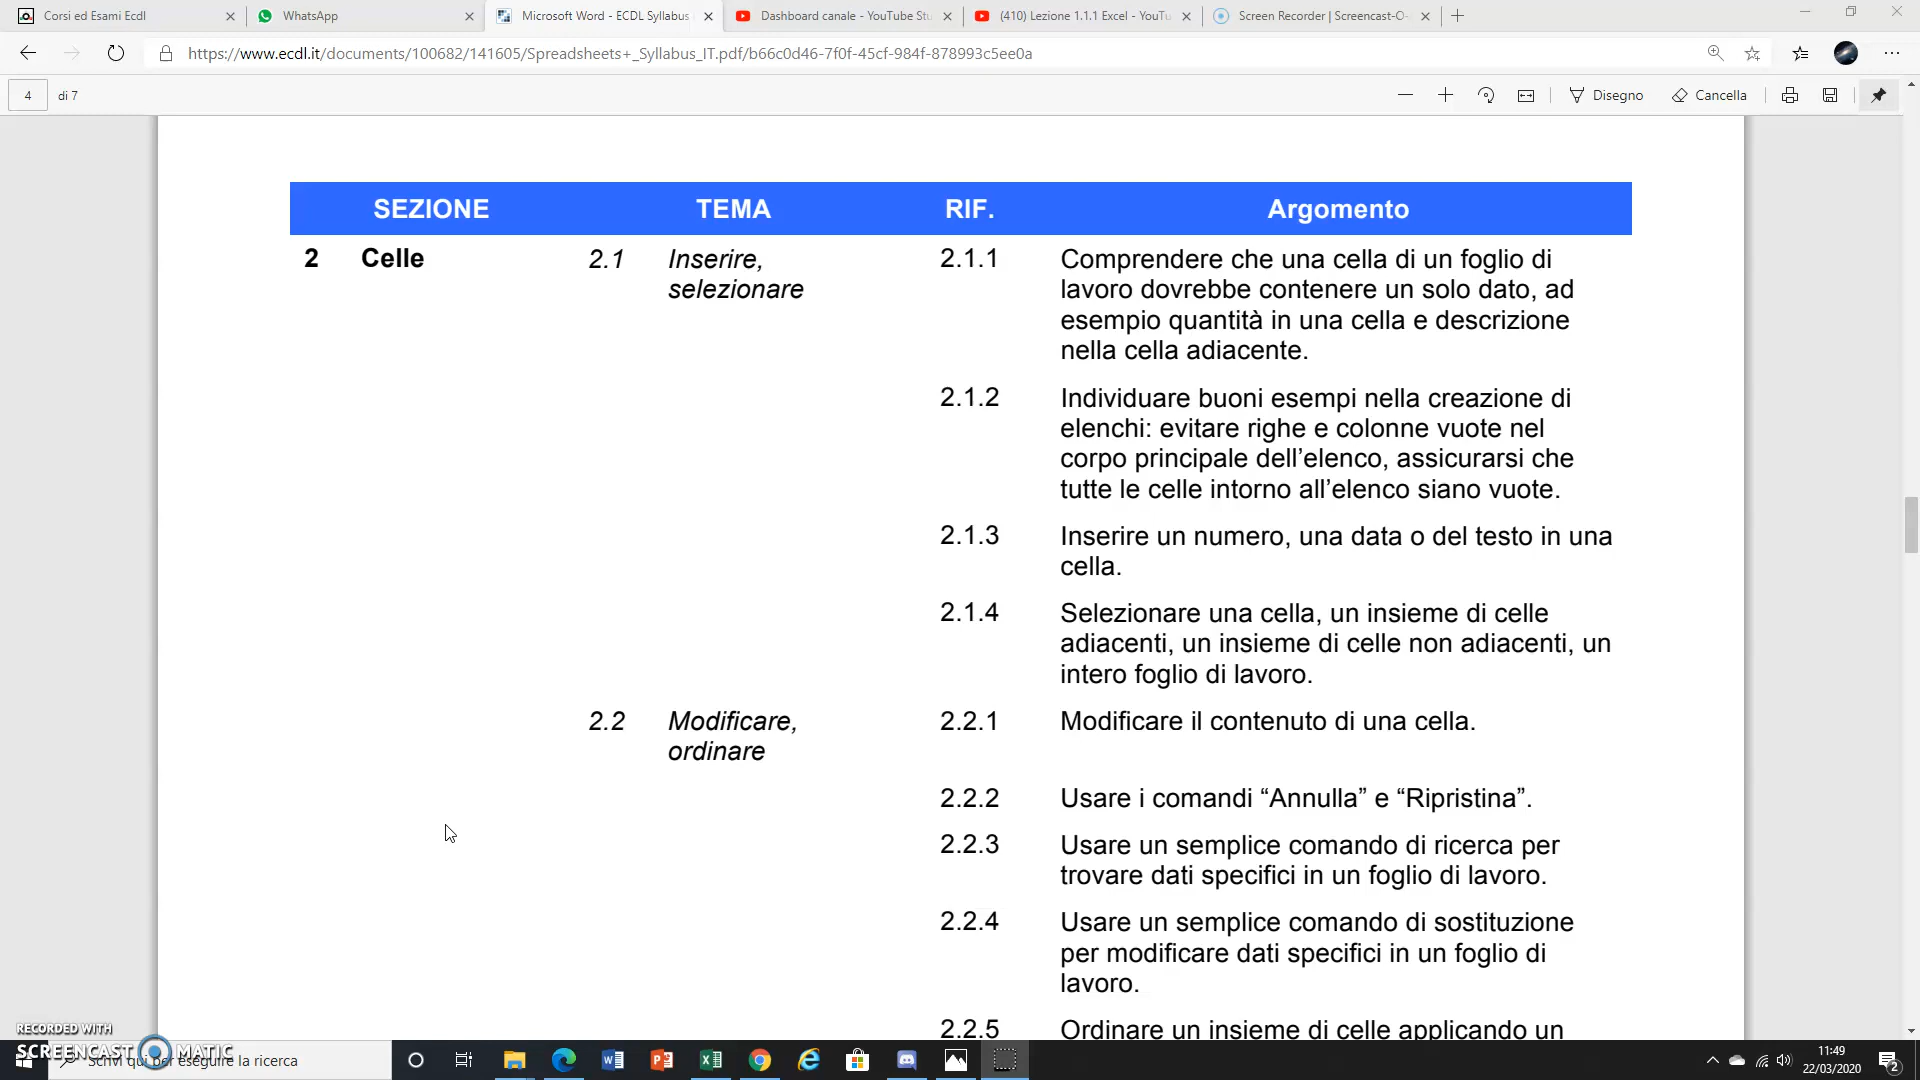 Corsi ed Esami Ecdl
WhatsApp
Microsoft Word - ECDL Syllabus
Dashboard canale - YouTube Stu
(410) Lezione 1.1.1 Excel - YouTu
Screen Recorder | Screencast-O-
https://www.ecdl.it/documents/100682/141605/Spreadsheets+_Syllabus_IT.pdf/b66c0d46-7f0f-45cf-984f-878993c5ee0a
4 di 7
Disegno
Cancella
SEZIONE TEMA RIF. Argomento
2 Celle 2.1 Inserire, selezionare
2.1.1 Comprendere che una cella di un foglio di
lavoro dovrebbe contenere un solo dato, ad
esempio quantità in una cella e descrizione
nella cella adiacente.
2.1.2 Individuare buoni esempi nella creazione di
elenchi: evitare righe e colonne vuote nel
corpo principale dell’elenco, assicurarsi che
tutte le celle intorno all’elenco siano vuote.
2.1.3 Inserire un numero, una data o del testo in una
cella.
2.1.4 Selezionare una cella, un insieme di celle
adiacenti, un insieme di celle non adiacenti, un
intero foglio di lavoro.
2.2 Modificare, ordinare
2.2.1 Modificare il contenuto di una cella.
2.2.2 Usare i comandi “Annulla” e “Ripristina”.
2.2.3 Usare un semplice comando di ricerca per
trovare dati specifici in un foglio di lavoro.
2.2.4 Usare un semplice comando di sostituzione
per modificare dati specifici in un foglio di
lavoro.
2.2.5 Ordinare un insieme di celle applicando un
RECORDED WITH
SCREENCAST MATIC
Scrivi qui per eseguire la ricerca
11:49
22/03/2020
2